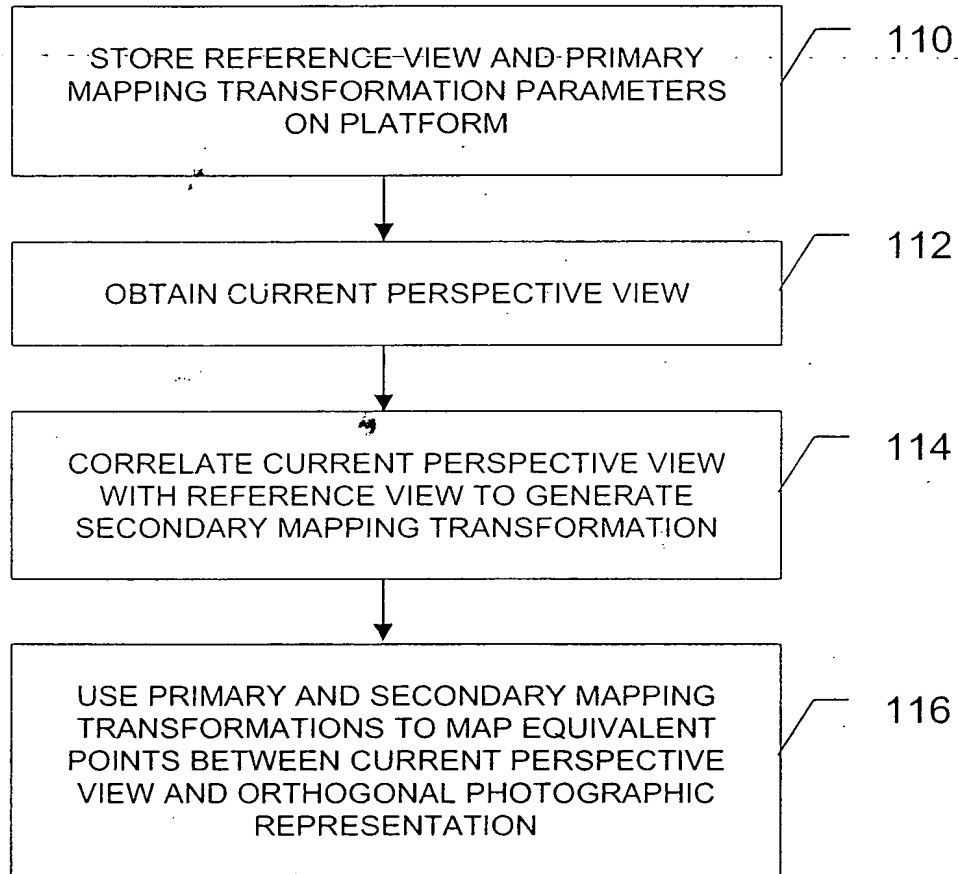 STORE REFERENCE VIEW AND PRIMARY
MAPPING TRANSFORMATION PARAMETERS
ON PLATFORM
110
OBTAIN CURRENT PERSPECTIVE VIEW
112
CORRELATE CURRENT PERSPECTIVE VIEW
WITH REFERENCE VIEW TO GENERATE
SECONDARY MAPPING TRANSFORMATION
114
USE PRIMARY AND SECONDARY MAPPING
TRANSFORMATIONS TO MAP EQUIVALENT
POINTS BETWEEN CURRENT PERSPECTIVE
VIEW AND ORTHOGONAL PHOTOGRAPHIC
REPRESENTATION
116